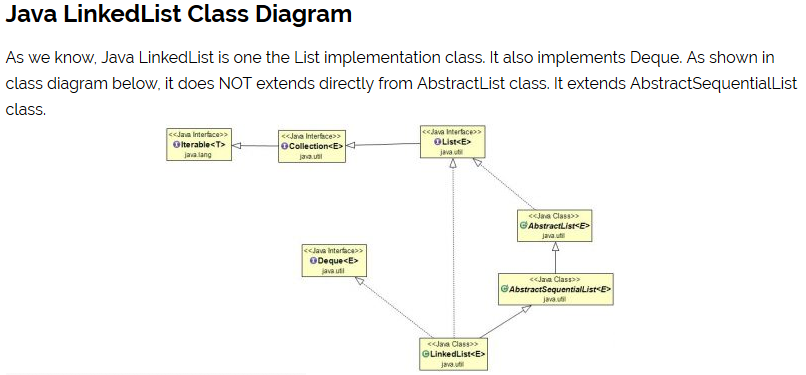 Java LinkedList Class Diagram
As we know, Java LinkedList is one the List implementation class. It also implements Deque. As shown in
class diagram below, it does NOT extends directly from AbstractList class. It extends AbstractSequentialList
class.
<<Java Interface>>
Iterable<T>
java.lang
<<Java Interface>>
Collection<E>
java.util
<<Java Interface>>
List<E>
java.util
<<Java Class>>
AbstractList<E>
java.util
<<Java Interface>>
Deque<E>
java.util
<<Java Class>>
AbstractSequentialList<E>
java.util
<<Java Class>>
LinkedList<E>
java.util